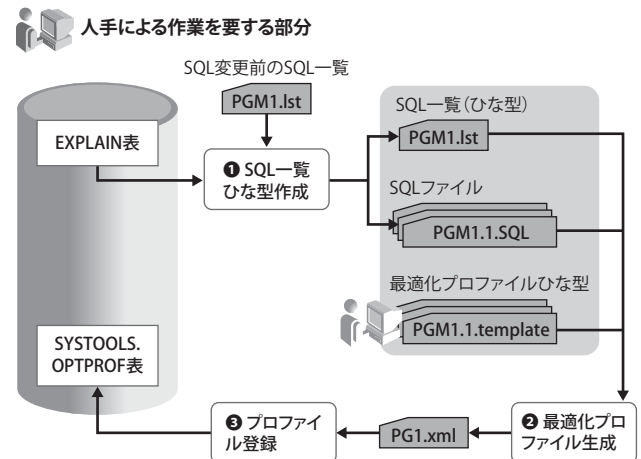 人手による作業を要する部分
SQL変更前のSQL一覧
PGM1.lst
EXPLAIN表
❶ SQL一覧
ひな型作成
SQL一覧（ひな型）
PGM1.lst
SQLファイル
PGM1.1.SQL
最適化プロファイルひな型
PGM1.1.template
SYSTOOLS.
OPTPROF表
❸ プロファイ
ル登録
PG1.xml
❷ 最適化プロ
ファイル生成